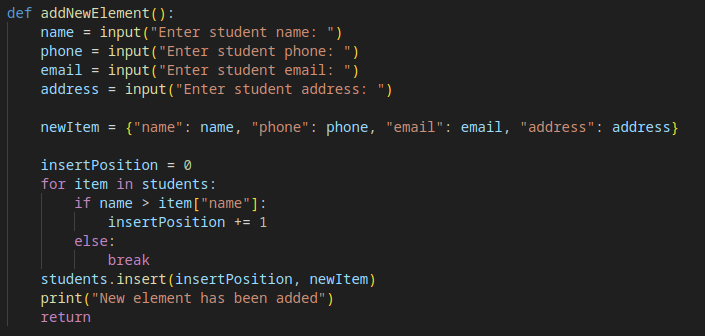 def addNewElement():
    name = input("Enter student name: ")
    phone = input("Enter student phone: ")
    email = input("Enter student email: ")
    address = input("Enter student address: ")

    newItem = {"name": name, "phone": phone, "email": email, "address": address}

    insertPosition = 0
    for item in students:
        if name > item["name"]:
            insertPosition += 1
        else:
            break
    students.insert(insertPosition, newItem)
    print("New element has been added")
    return